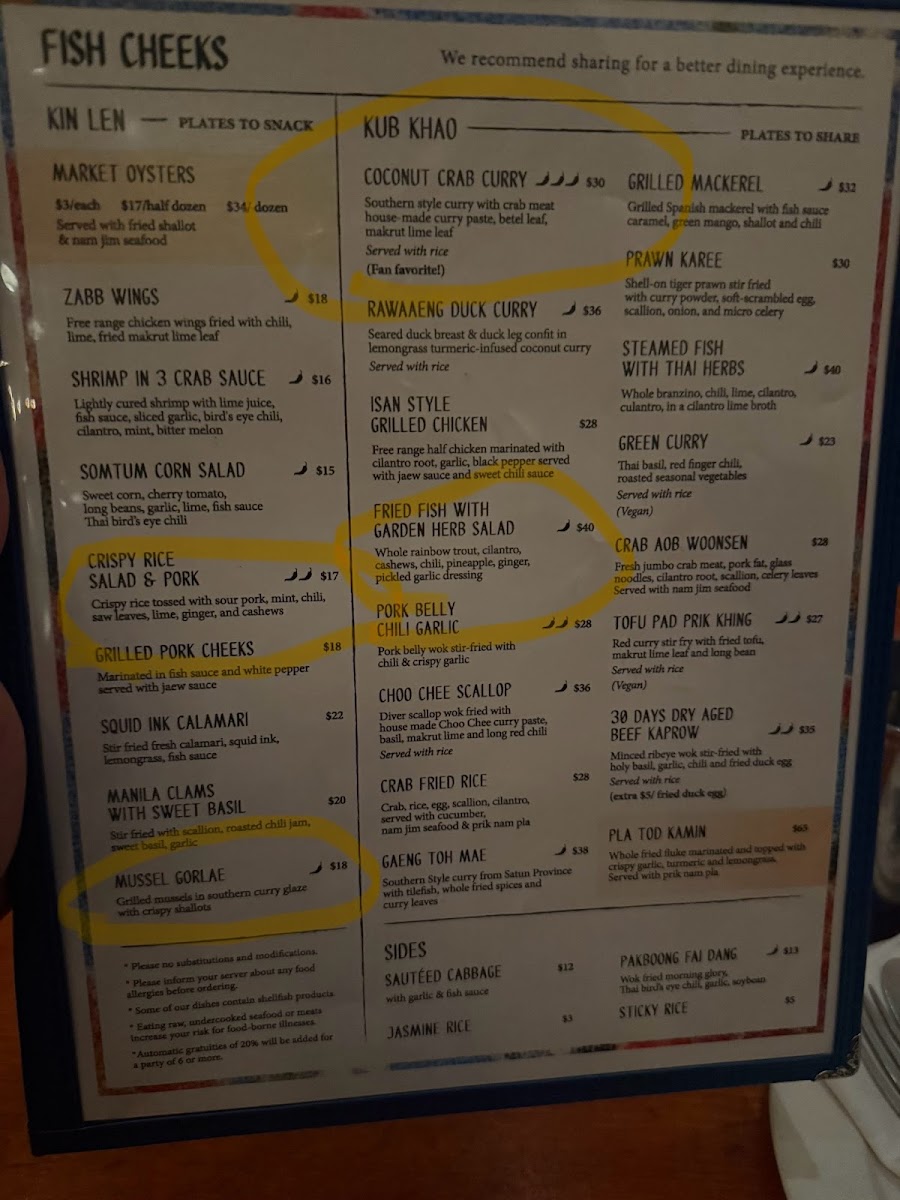 FISH CHEEKS
We recommend sharing for a better dining experience.
KIN LEN — PLATES TO SNACK
MARKET OYSTERS
$3/each $17/half dozen $34/ dozen
Served with fried shallot
& nam jim seafood
ZABB WINGS $18
Free range chicken wings fried with chili,
lime, fried makrut lime leaf
SHRIMP IN 3 CRAB SAUCE $16
Lightly cured shrimp with lime juice,
fish sauce, sliced garlic, bird's eye chili,
cilantro, mint, bitter melon
SOMTUM CORN SALAD $15
Sweet corn, cherry tomato,
long beans, garlic, lime, fish sauce
Thai bird's eye chili
CRISPY RICE
SALAD & PORK $17
Crispy rice tossed with sour pork, mint, chili,
saw leaves, lime, ginger, and cashews
GRILLED PORK CHEEKS $18
Marinated in fish sauce and white pepper
served with jaew sauce
SQUID INK CALAMARI $22
Stir fried fresh calamari, squid ink,
lemongrass, fish sauce
MANILA CLAMS
WITH SWEET BASIL $20
Stir fried with scallion, roasted chili jam,
sweet basil, garlic
MUSSEL GORLAE $18
Grilled mussels in southern curry glaze
with crispy shallots
* Please no substitutions and modifications.
* Please inform your server about any food
allergies before ordering.
* Some of our dishes contain shellfish products
* Eating raw, undercooked seafood or meats
increase your risk for food-borne illnesses.
*Automatic gratuities of 20% will be added for
a party of 6 or more.
KUB KHAO — PLATES TO SHARE
COCONUT CRAB CURRY $30
Southern style curry with crab meat
house-made curry paste, betel leaf,
makrut lime leaf
Served with rice
(Fan favorite!)
RAWAAENG DUCK CURRY $36
Seared duck breast & duck leg confit in
lemongrass turmeric-infused coconut curry
Served with rice
ISAN STYLE
GRILLED CHICKEN $28
Free range half chicken marinated with
cilantro root, garlic, black pepper served
with jaew sauce and sweet chili sauce
FRIED FISH WITH
GARDEN HERB SALAD $40
Whole rainbow trout, cilantro,
cashews, chili, pineapple, ginger,
pickled garlic dressing
PORK BELLY
CHILI GARLIC $28
Pork belly wok stir-fried with
chili & crispy garlic
CHOO CHEE SCALLOP $36
Diver scallop wok fried with
house made Choo Chee curry paste,
basil, makrut lime and long red chili
Served with rice
CRAB FRIED RICE $28
Crab, rice, egg, scallion, cilantro,
served with cucumber,
nam jim seafood & prik nam pla
GAENG TOH MAE $38
Southern Style curry from Satun Province
with tilefish, whole fried spices and
curry leaves
GRILLED MACKEREL $32
Grilled Spanish mackerel with fish sauce
caramel, green mango, shallot and chili
PRAWN KAREE $30
Shell-on tiger prawn stir fried
with curry powder, soft-scrambled egg,
scallion, onion, and micro celery
STEAMED FISH
WITH THAI HERBS $40
Whole branzino, chili, lime, cilantro,
culantro, in a cilantro lime broth
GREEN CURRY $23
Thai basil, red finger chili,
roasted seasonal vegetables
Served with rice
(Vegan)
CRAB AOB WOONSEN $28
Fresh jumbo crab meat, pork fat, glass
noodles, cilantro root, scallion, celery leaves
Served with nam jim seafood
TOFU PAD PRIK KHING $27
Red curry stir fry with fried tofu,
makrut lime leaf and long bean
Served with rice
(Vegan)
30 DAYS DRY AGED
BEEF KAPROW $35
Minced ribeye wok stir-fried with
holy basil, garlic, chili and fried duck egg
Served with rice
(extra $5/ fried duck egg)
PLA TOD KAMIN $65
Whole fried fluke marinated and topped with
crispy garlic, turmeric and lemongrass.
Served with prik nam pla
SIDES
SAUTÉED CABBAGE $12
with garlic & fish sauce
JASMINE RICE $3
PAKBOONG FAI DANG $13
Wok fried morning glory,
Thai bird's eye chili, garlic, soybean
STICKY RICE $5